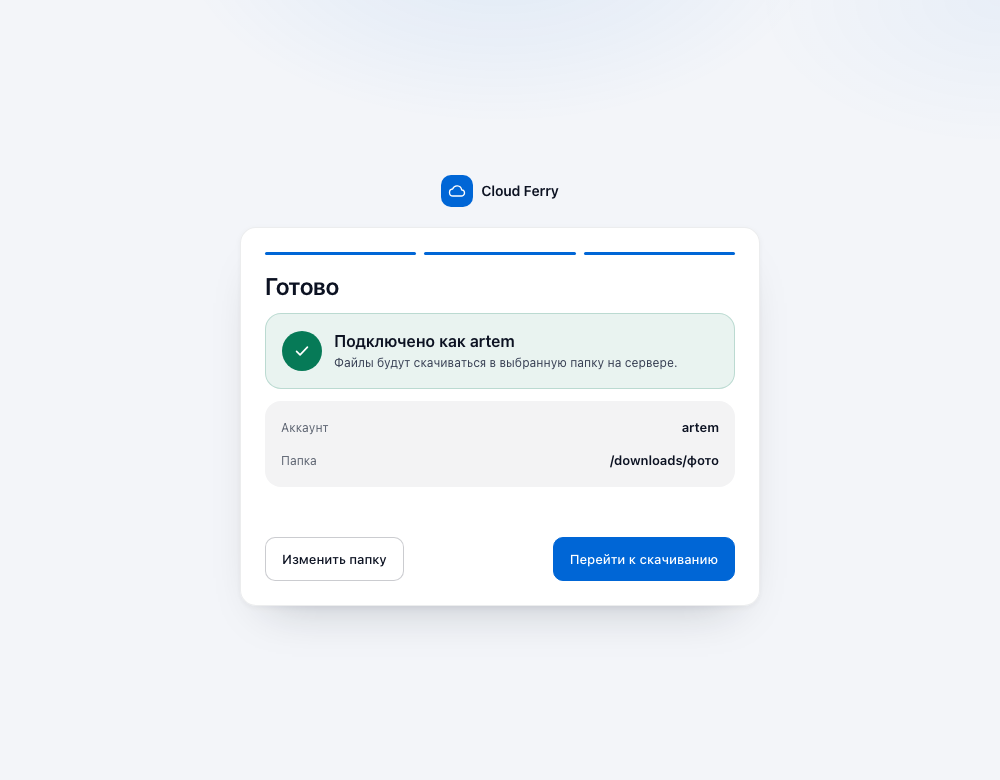 Cloud Ferry
Готово
Подключено как artem
Файлы будут скачиваться в выбранную папку на сервере.
Аккаунт artem
Папка /downloads/фото
Изменить папку Перейти к скачиванию